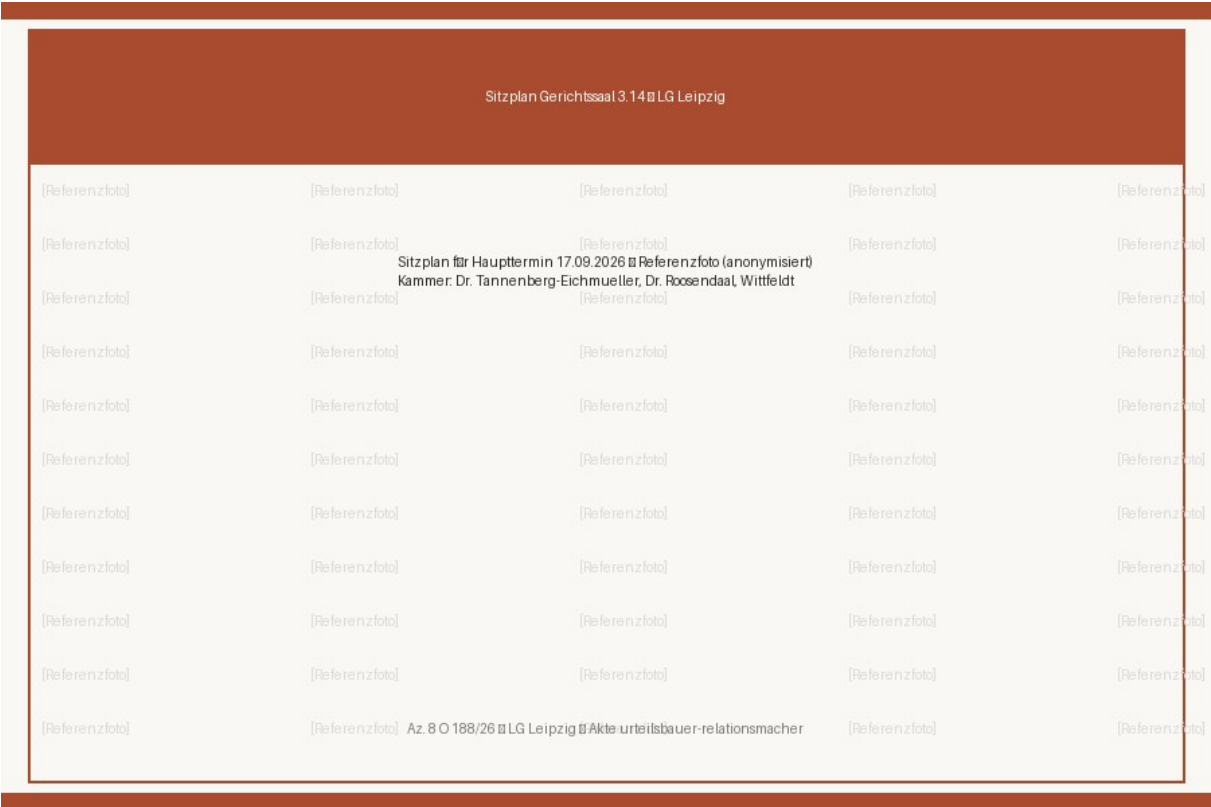 Sitzplan Gerichtssaal 3.14 ☒ LG Leipzig
[Referenzfoto] [Referenzfoto] [Referenzfoto] [Referenzfoto] [Referenzfoto]
[Referenzfoto] [Referenzfoto] [Referenzfoto] [Referenzfoto] [Referenzfoto]
Sitzplan f☒r Haupttermin 17.09.2026 ☒ Referenzfoto (anonymisiert)
Kammer: Dr. Tannenberg-Eichmueller, Dr. Roosendaal, Wittfeldt
[Referenzfoto] [Referenzfoto] [Referenzfoto] [Referenzfoto] [Referenzfoto]
[Referenzfoto] [Referenzfoto] [Referenzfoto] [Referenzfoto] [Referenzfoto]
[Referenzfoto] [Referenzfoto] [Referenzfoto] [Referenzfoto] [Referenzfoto]
[Referenzfoto] [Referenzfoto] [Referenzfoto] [Referenzfoto] [Referenzfoto]
[Referenzfoto] [Referenzfoto] [Referenzfoto] [Referenzfoto] [Referenzfoto]
[Referenzfoto] [Referenzfoto] [Referenzfoto] [Referenzfoto] [Referenzfoto]
[Referenzfoto] [Referenzfoto] [Referenzfoto] [Referenzfoto] [Referenzfoto]
[Referenzfoto] [Referenzfoto] [Referenzfoto] [Referenzfoto] [Referenzfoto]
[Referenzfoto] [Referenzfoto] [Referenzfoto] [Referenzfoto] [Referenzfoto]
Az. 8 O 188/26 ☒ LG Leipzig ☒ Akte urteilsbauer-relationsmacher